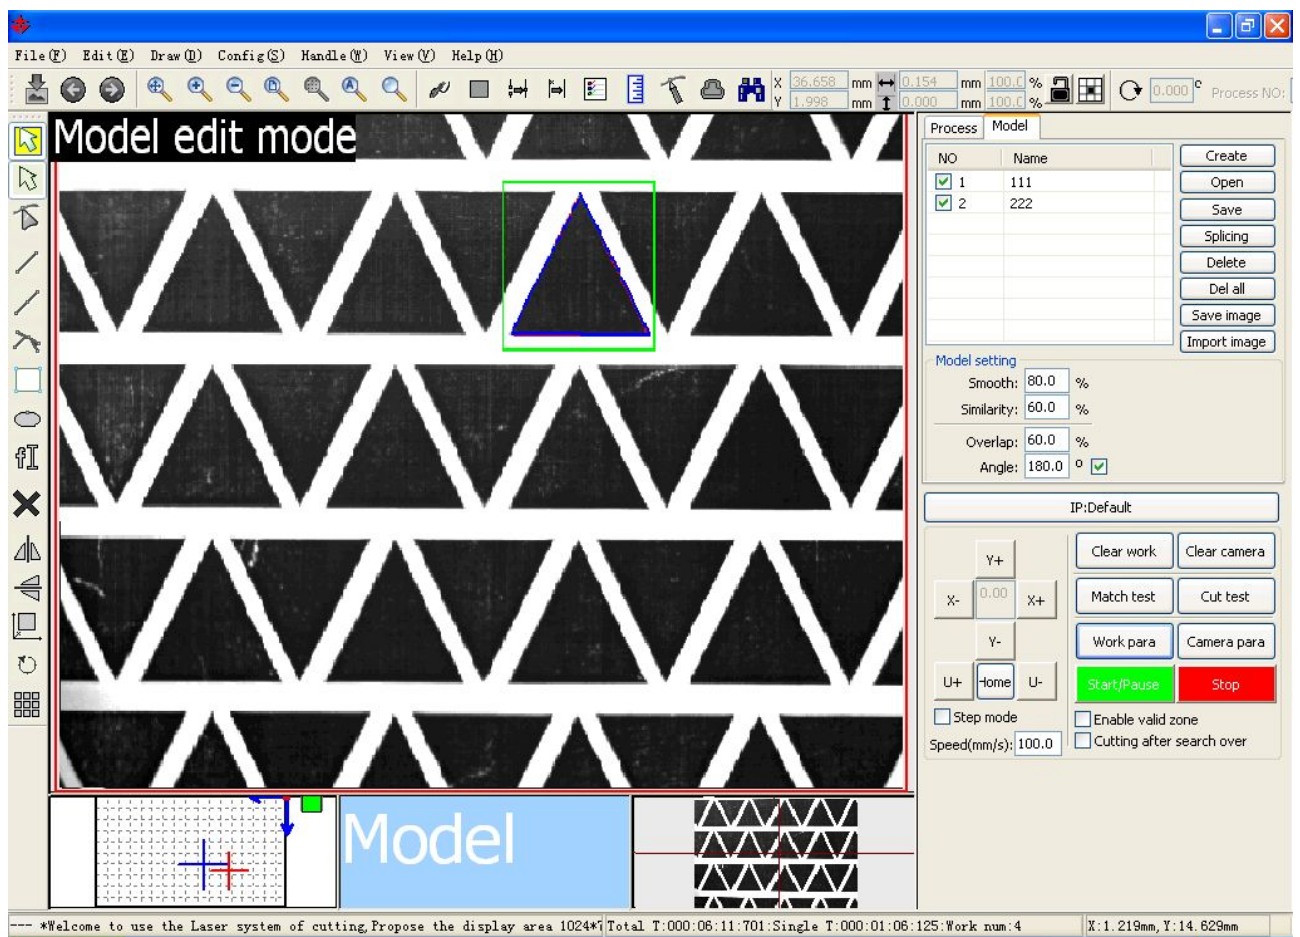 File(F) Edit(E) Draw(D) Config(S) Handle(W) View(V) Help(H)
X 36.658 mm 0.154 mm 100.0 %
Y 1.998 mm 0.000 mm 100.0 %
0.000 ° Process NO:
Model edit mode
Process Model
NO Name
1 111
2 222
Create
Open
Save
Splicing
Delete
Del all
Save image
Import image
Model setting
Smooth: 80.0 %
Similarity: 60.0 %
Overlap: 60.0 %
Angle: 180.0 °
IP:Default
Y+
X- 0.00 X+
Y-
U+ Home U-
Step mode
Speed(mm/s): 100.0
Clear work Clear camera
Match test Cut test
Work para Camera para
Start/Pause Stop
Enable valid zone
Cutting after search over
Model
--- *Welcome to use the Laser system of cutting,Propose the display area 1024*7
Total T:000:06:11:701:Single T:000:01:06:125:Work num:4
X:1.219mm,Y:14.629mm